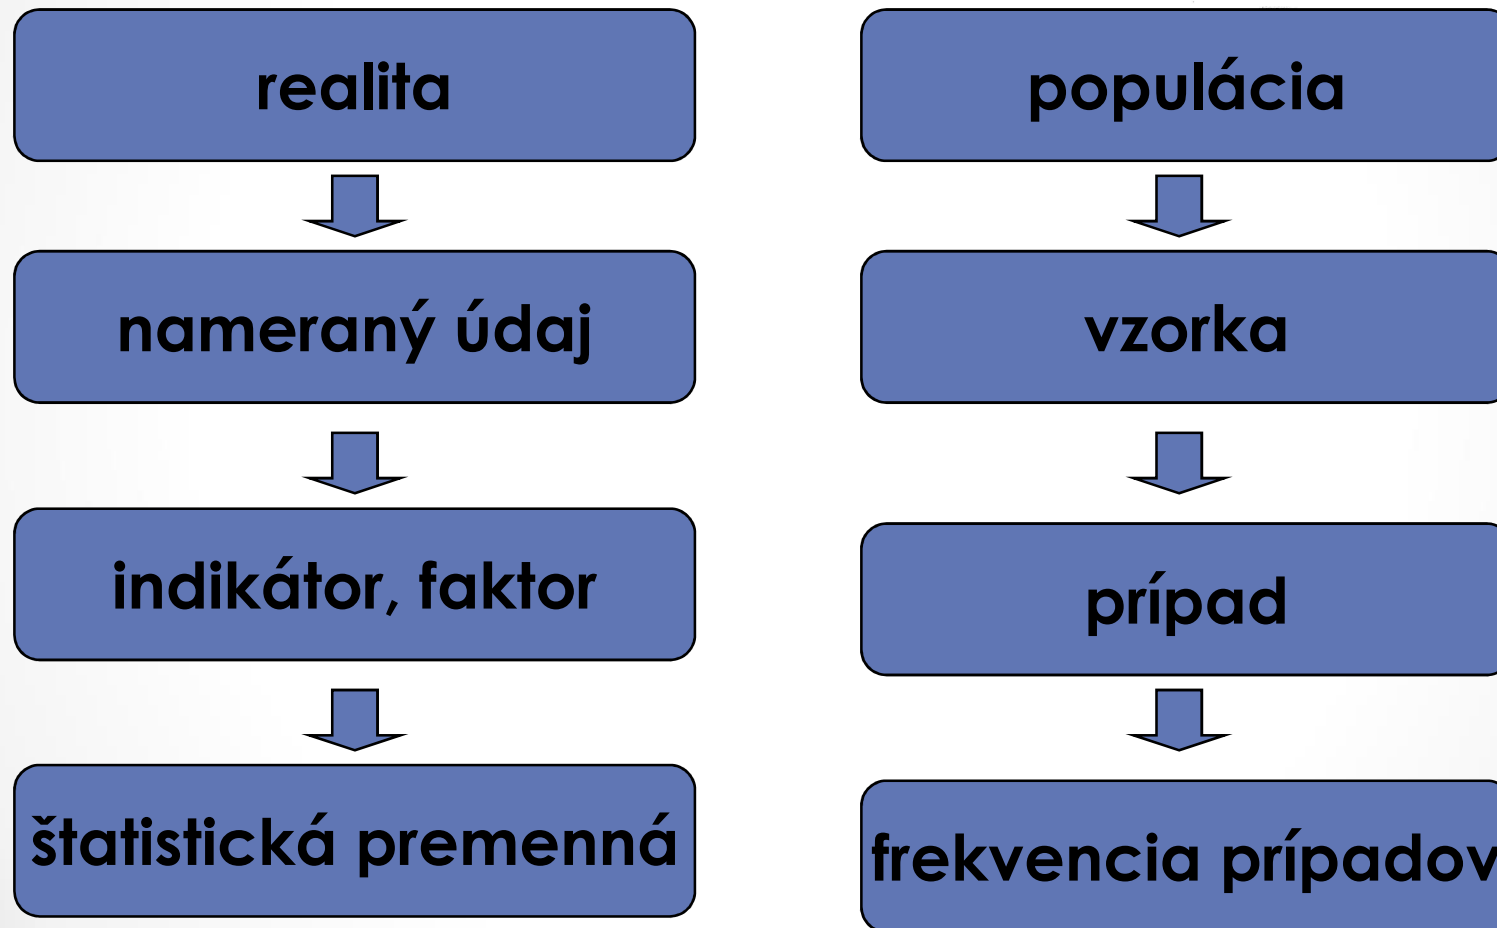 realita
nameraný údaj
indikátor, faktor
štatistická premenná
populácia
vzorka
prípad
frekvencia prípadov